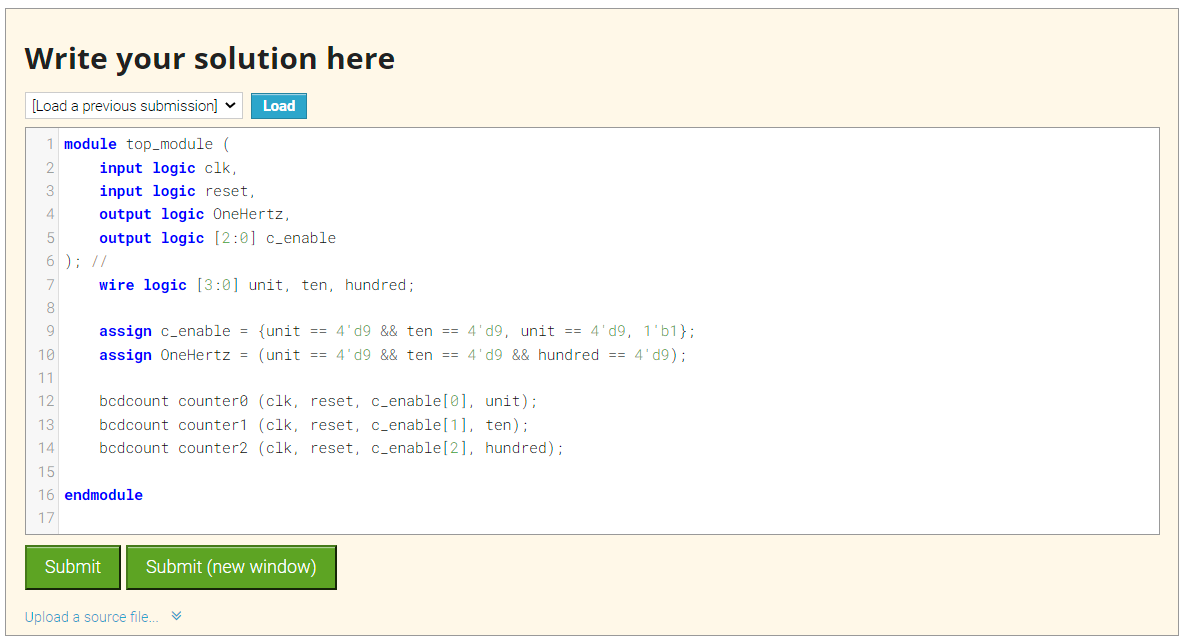 Write your solution here
[Load a previous submission] Load
1 module top_module (
2     input logic clk,
3     input logic reset,
4     output logic OneHertz,
5     output logic [2:0] c_enable
6 ); //
7     wire logic [3:0] unit, ten, hundred;
8
9     assign c_enable = {unit == 4'd9 && ten == 4'd9, unit == 4'd9, 1'b1};
10     assign OneHertz = (unit == 4'd9 && ten == 4'd9 && hundred == 4'd9);
11
12     bcdcount counter0 (clk, reset, c_enable[0], unit);
13     bcdcount counter1 (clk, reset, c_enable[1], ten);
14     bcdcount counter2 (clk, reset, c_enable[2], hundred);
15
16 endmodule
17
Submit Submit (new window)
Upload a source file...